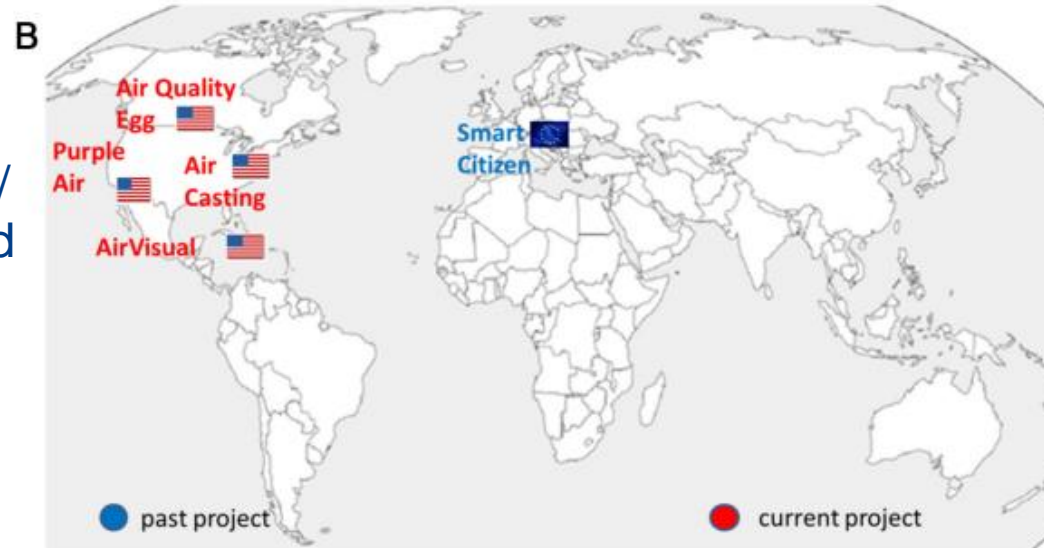 B
Air Quality
Egg
Purple
Air
Air
Casting
AirVisual
Smart
Citizen
/
d
past project
current project